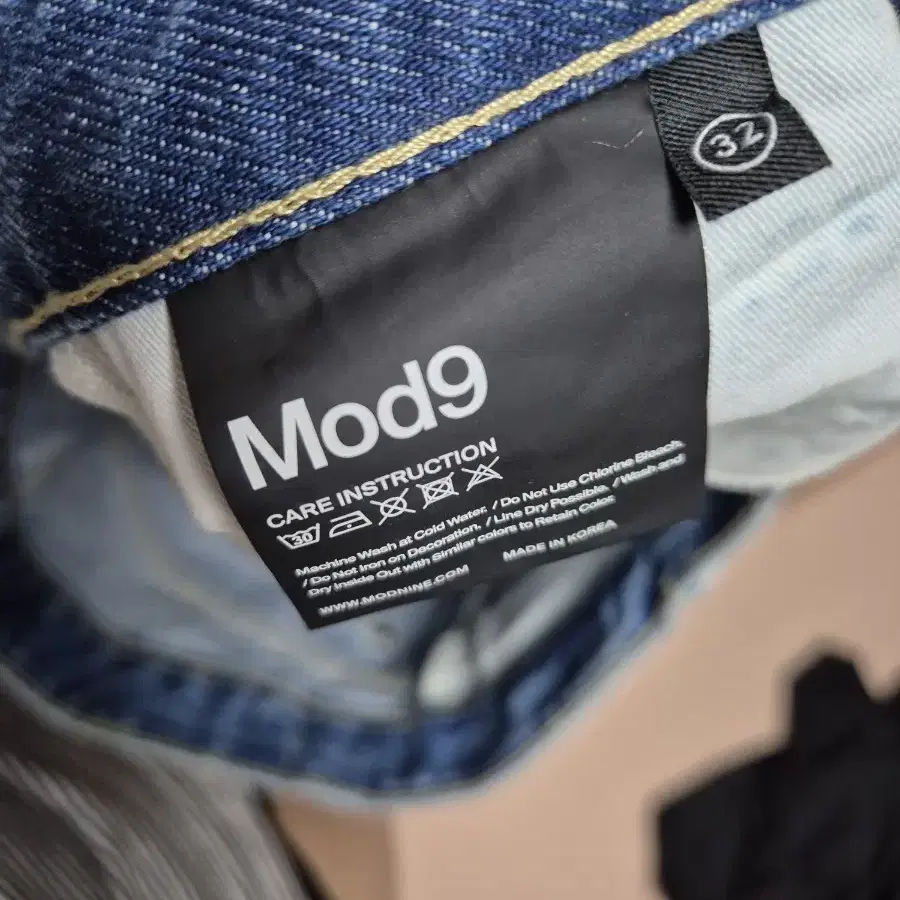 32
Mod9
CARE INSTRUCTION
30
Machine Wash at Cold Water. / Do Not Use Chlorine Bleech
/ Do Not Iron on Decoration. / Line Dry Possible. / Wash and
Dry Inside Out with Similar colors to Retain Color.
WWW.MODNINE.COM MADE IN KOREA